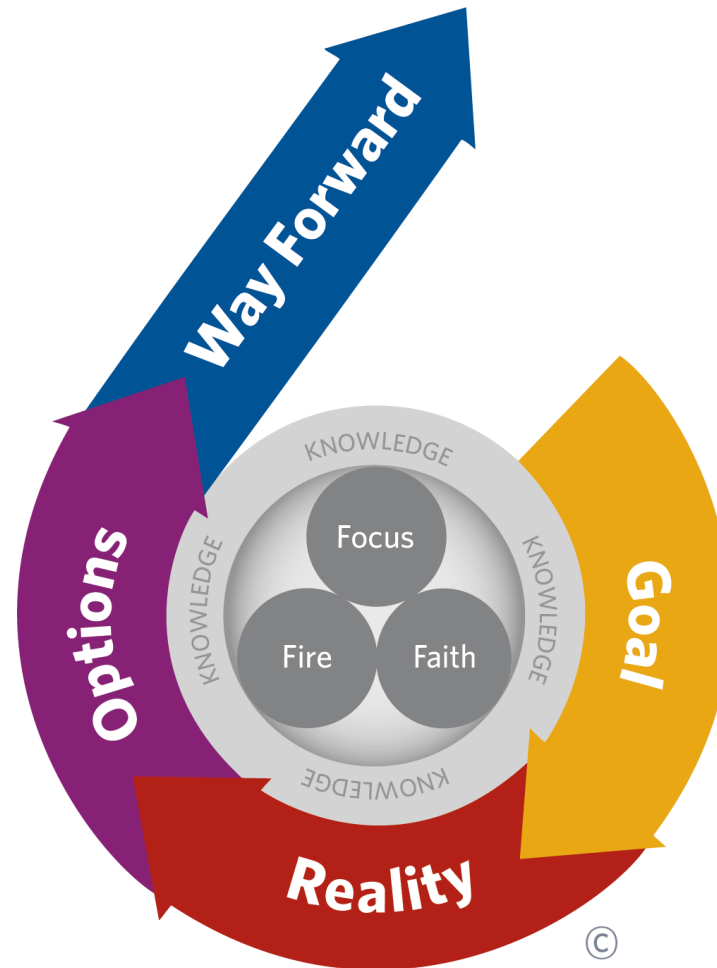 Way Forward
KNOWLEDGE
Focus
Options
KNOWLEDGE
KNOWLEDGE
Goal
Fire
Faith
KNOWLEDGE
Reality
©